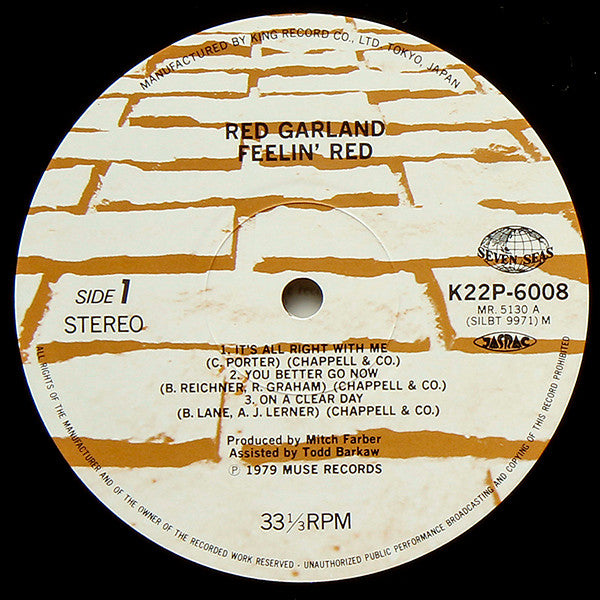 MANUFACTURED BY KING RECORD CO., LTD. TOKYO, JAPAN
RED GARLAND
FEELIN' RED
SEVEN SEAS
SIDE 1
STEREO
K22P-6008
MR. 5130 A
(SILBT 9971) M
JASRAC
1. IT'S ALL RIGHT WITH ME
(C. PORTER) (CHAPPELL & CO.)
2. YOU BETTER GO NOW
(B. REICHNER, R. GRAHAM) (CHAPPELL & CO.)
3. ON A CLEAR DAY
(B. LANE, A. J. LERNER) (CHAPPELL & CO.)
Produced by Mitch Farber
Assisted by Todd Barkaw
Ⓟ 1979 MUSE RECORDS
33 1/3 RPM
ALL RIGHTS OF THE MANUFACTURER AND OF THE OWNER OF THE RECORDED WORK RESERVED - UNAUTHORIZED PUBLIC PERFORMANCE BROADCASTING AND COPYING OF THIS RECORD PROHIBITED